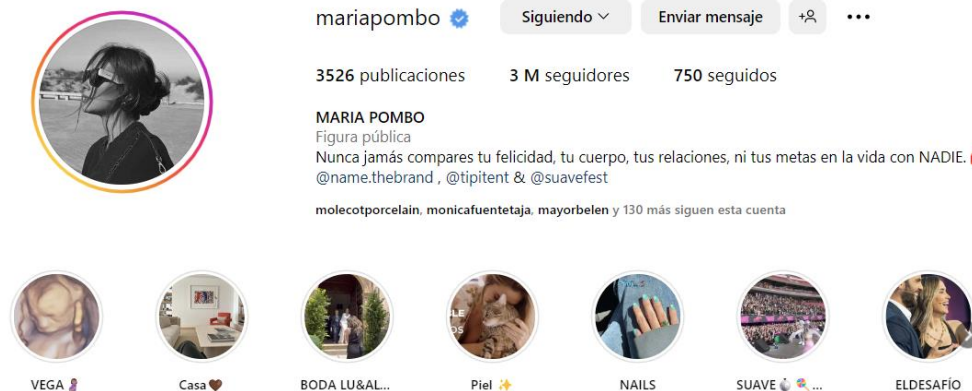 mariapombo
Siguiendo
Enviar mensaje
3526 publicaciones 3 M seguidores 750 seguidos
MARIA POMBO
Figura pública
Nunca jamás compares tu felicidad, tu cuerpo, tus relaciones, ni tus metas en la vida con NADIE.
@name.thebrand , @tipitent & @suavefest
molecotporcelain, monicafuentetaja, mayorbelen y 130 más siguen esta cuenta
VEGA
Casa
BODA LU&AL...
Piel
NAILS
SUAVE ...
ELDESAFÍO